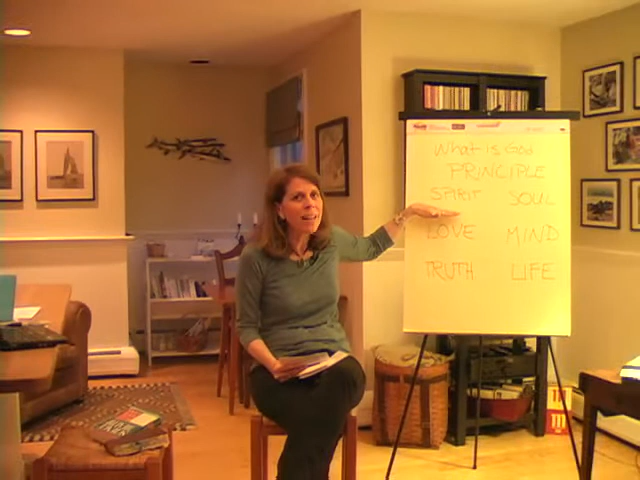 What is God
PRINCIPLE
SPIRIT SOUL
LOVE MIND
TRUTH LIFE